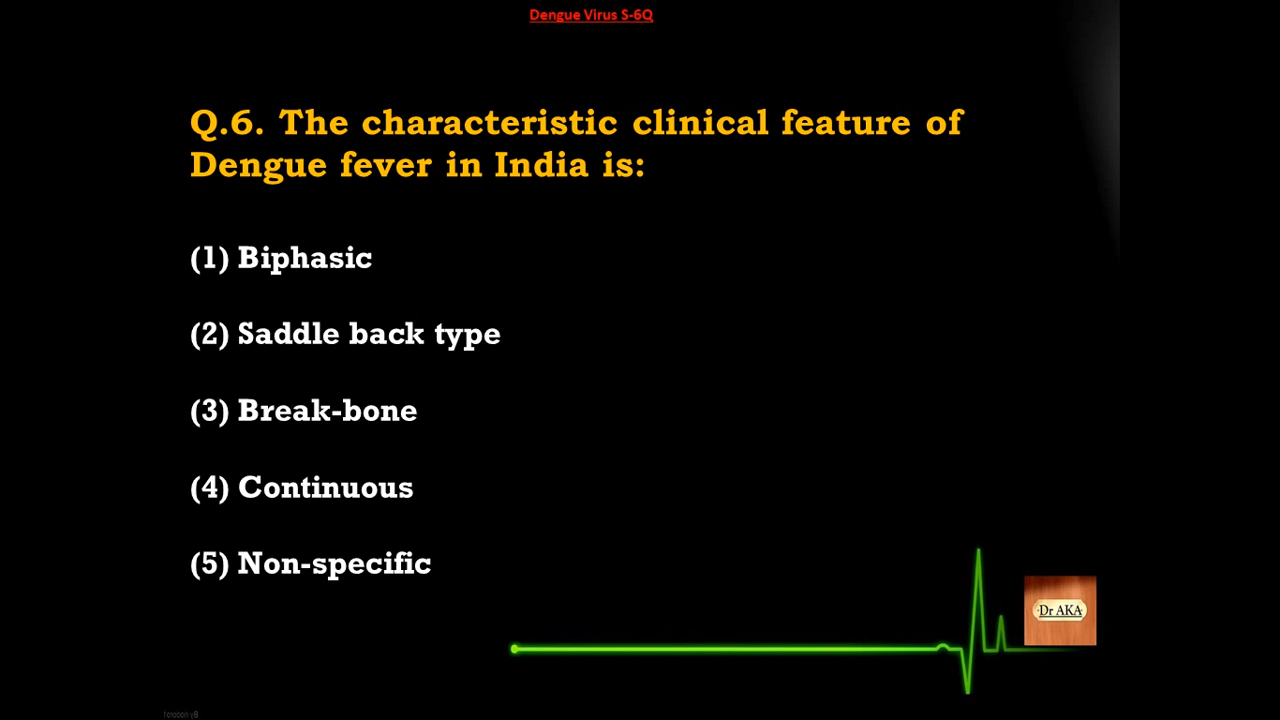 Dengue Virus S-6Q
Q.6. The characteristic clinical feature of
Dengue fever in India is:
(1) Biphasic
(2) Saddle back type
(3) Break-bone
(4) Continuous
(5) Non-specific
Dr AKA